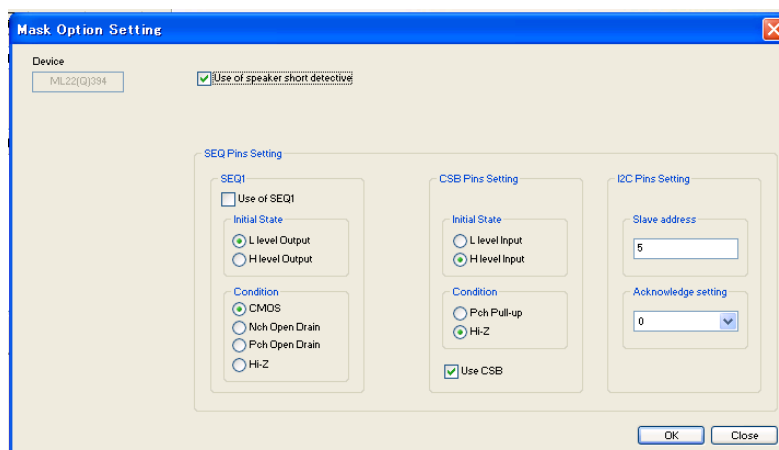 Mask Option Setting
Device
ML22(Q)394
Use of speaker short detective
SEQ Pins Setting
SEQ1
Use of SEQ1
Initial State
L level Output
H level Output
Condition
CMOS
Nch Open Drain
Pch Open Drain
Hi-Z
CSB Pins Setting
Initial State
L level Input
H level Input
Condition
Pch Pull-up
Hi-Z
Use CSB
I2C Pins Setting
Slave address
5
Acknowledge setting
0
OK
Close